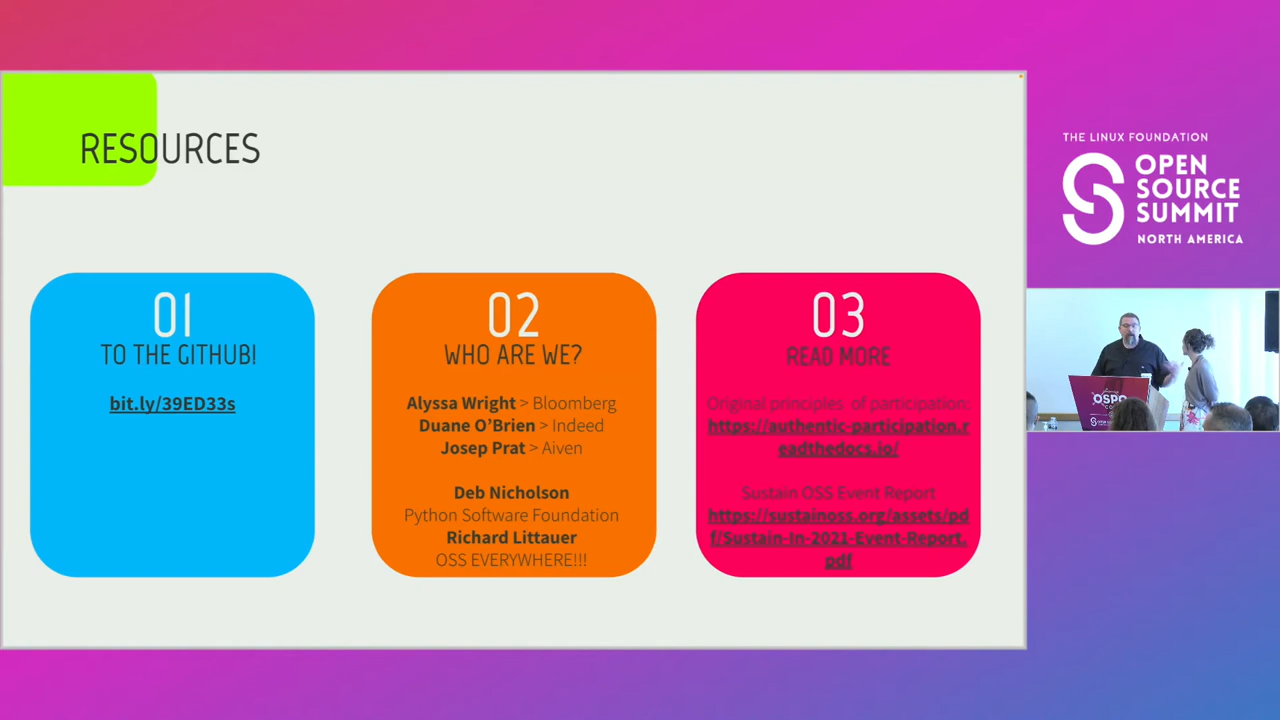 RESOURCES
THE LINUX FOUNDATION
OPEN
SOURCE
SUMMIT
NORTH AMERICA
01
TO THE GITHUB!
bit.ly/39ED33s
02
WHO ARE WE?
Alyssa Wright > Bloomberg
Duane O'Brien > Indeed
Josep Prat > Aiven
Deb Nicholson
Python Software Foundation
Richard Littauer
OSS EVERYWHERE!!!
03
READ MORE
Original principles of participation:
https://authentic-participation.r
eadthedocs.io/
Sustain OSS Event Report
https://sustainoss.org/assets/pd
f/Sustain-In-2021-Event-Report.
pdf
OSPO